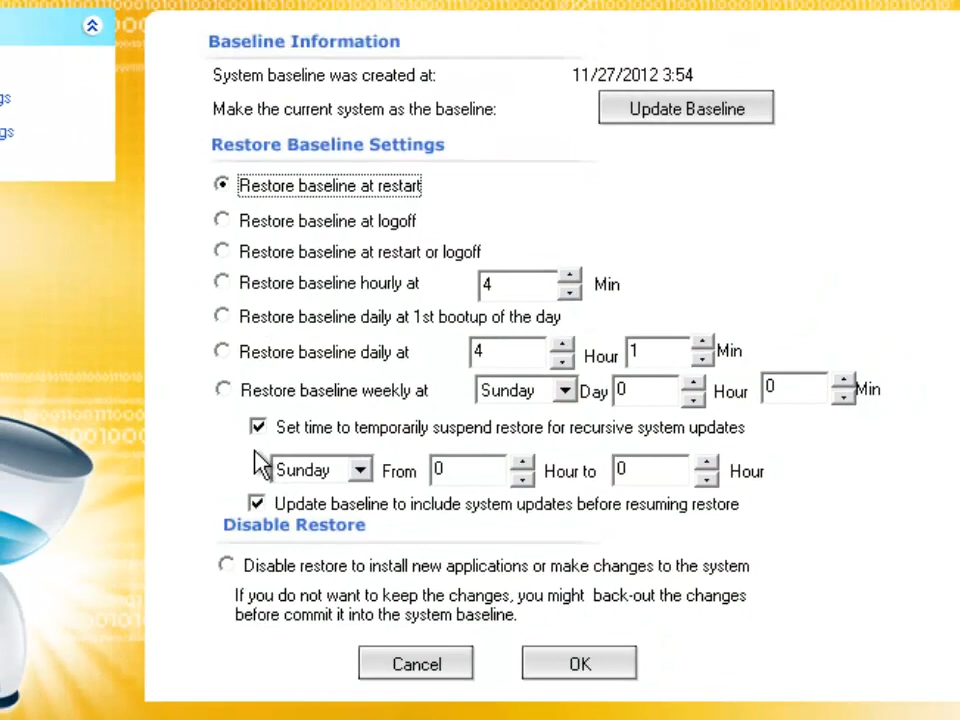 Baseline Information
System baseline was created at: 11/27/2012 3:54
Make the current system as the baseline: Update Baseline
Restore Baseline Settings
gs
gs
Restore baseline at restart
Restore baseline at logoff
Restore baseline at restart or logoff
Restore baseline hourly at 4 Min
Restore baseline daily at 1st bootup of the day
Restore baseline daily at 4 Hour 1 Min
Restore baseline weekly at Sunday Day 0 Hour 0 Min
Set time to temporarily suspend restore for recursive system updates
Sunday From 0 Hour to 0 Hour
Update baseline to include system updates before resuming restore
Disable Restore
Disable restore to install new applications or make changes to the system
If you do not want to keep the changes, you might back-out the changes
before commit it into the system baseline.
Cancel OK